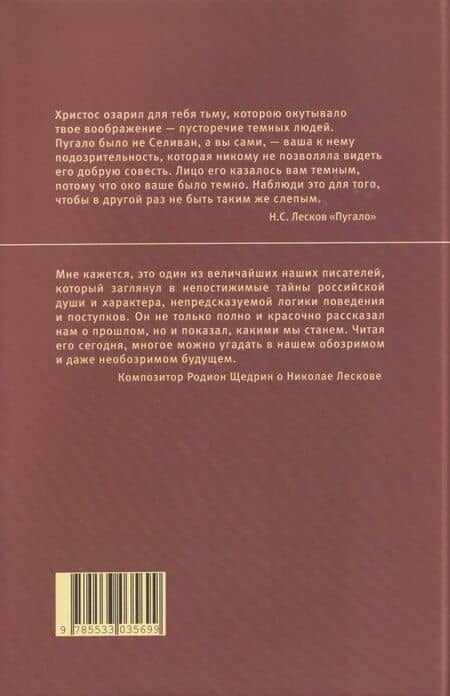 Христос озарил для тебя тьму, которою окутывало
твое воображение — пусторечие темных людей.
Пугало было не Селиван, а вы сами, — ваша к нему
подозрительность, которая никому не позволяла видеть
его добрую совесть. Лицо его казалось вам темным,
потому что око ваше было темно. Наблюди это для того,
чтобы в другой раз не быть таким же слепым.
Н.С. Лесков «Пугало»
Мне кажется, это один из величайших наших писателей,
который заглянул в непостижимые тайны российской
души и характера, непредсказуемой логики поведения
и поступков. Он не только полно и красочно рассказал
нам о прошлом, но и показал, какими мы станем. Читая
его сегодня, многое можно угадать в нашем обозримом
и даже необозримом будущем.
Композитор Родион Щедрин о Николае Лескове
9 785533 035699